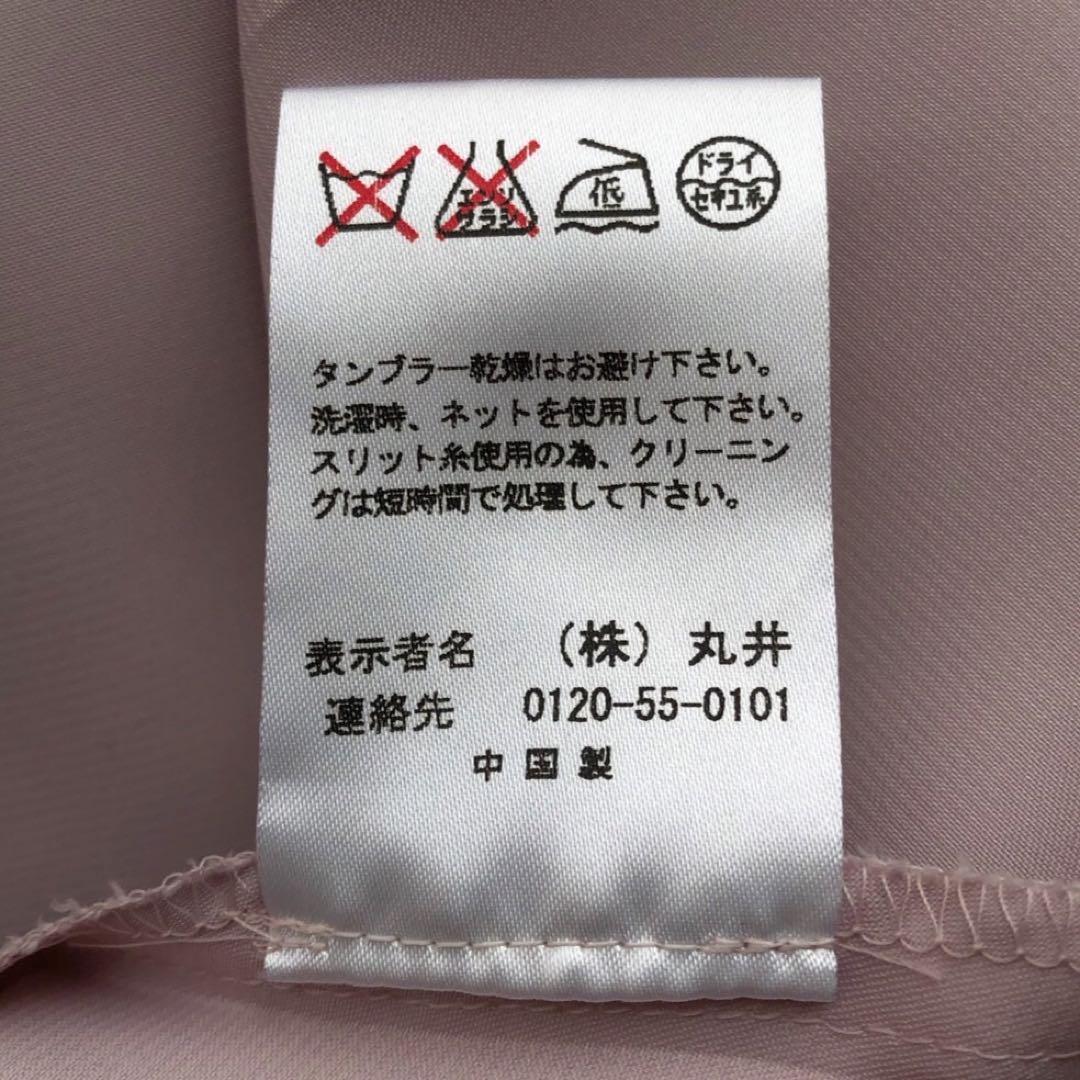 エンソ
サラシ
低
ドライ
セキユ系
タンブラー乾燥はお避け下さい。
洗濯時、ネットを使用して下さい。
スリット糸使用の為、クリーニン
グは短時間で処理して下さい。
表示者名 （株）丸井
連絡先 0120-55-0101
中国製